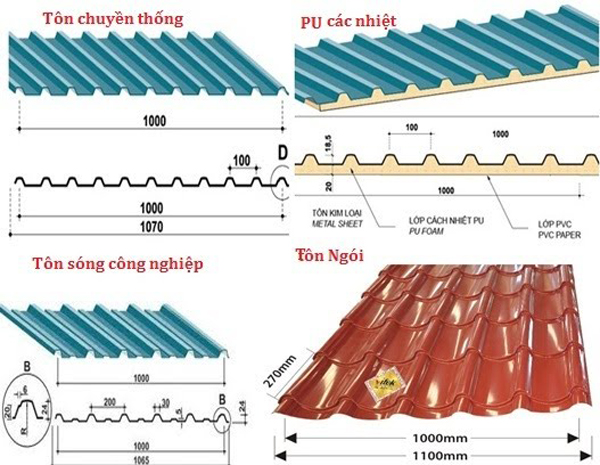 Tôn chuyền thống
1000
100
D
1000
1070
PU các nhiệt
100
1000
18,5
20
1000
TÔN KIM LOẠI
METAL SHEET
LỚP CÁCH NHIỆT PU
PU FOAM
LỚP PVC
PVC PAPER
Tôn sóng công nghiệp
1000
B
6
20
24
R
200
30
B
24
1000
1065
Tôn Ngói
270mm
1000mm
1100mm